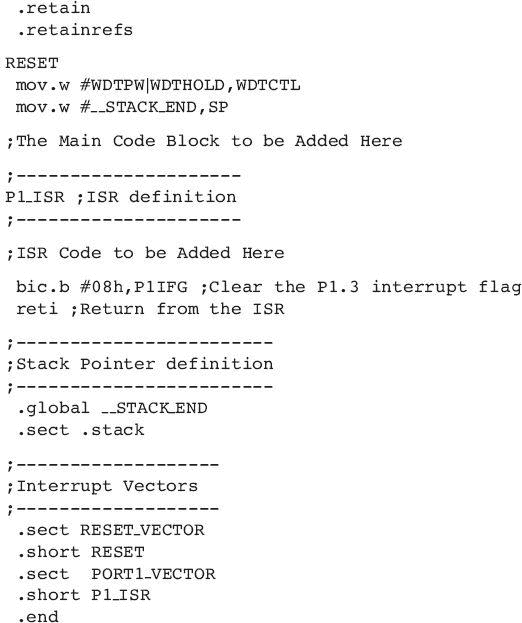 .retain
.retainrefs
RESET
mov.w #WDTPW|WDTHOLD,WDTCTL
mov.w #__STACK_END,SP
;The Main Code Block to be Added Here
;---------------------
P1_ISR ;ISR definition
;---------------------
;ISR Code to be Added Here
bic.b #08h,P1IFG ;Clear the P1.3 interrupt flag
reti ;Return from the ISR
;------------------------
;Stack Pointer definition
;------------------------
.global __STACK_END
.sect .stack
;-------------------
;Interrupt Vectors
;-------------------
.sect RESET_VECTOR
.short RESET
.sect  PORT1_VECTOR
.short P1_ISR
.end